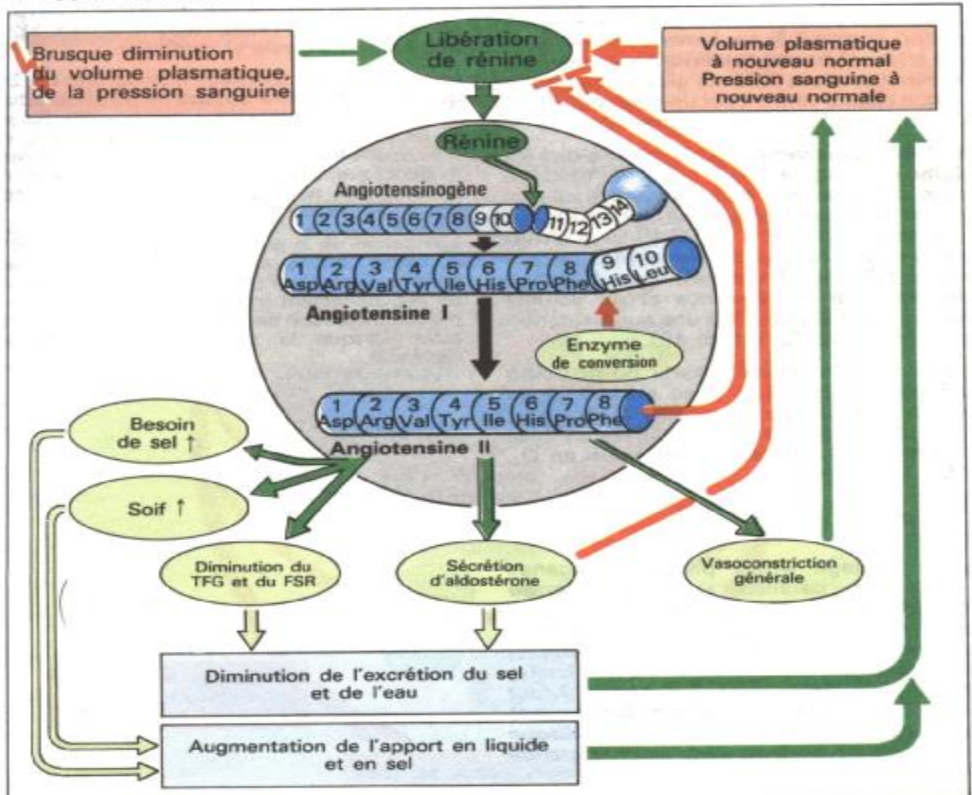 Brusque diminution
du volume plasmatique,
de la pression sanguine
Libération
de rénine
Volume plasmatique
à nouveau normal
Pression sanguine à
nouveau normale
Rénine
Angiotensinogène
1 2 3 4 5 6 7 8 9 10 11 12 13 14
1 2 3 4 5 6 7 8 9 10
Asp Arg Val Tyr Ile His Pro Phe His Leu
Angiotensine I
Enzyme
de conversion
1 2 3 4 5 6 7 8
Asp Arg Val Tyr Ile His Pro Phe
Angiotensine II
Besoin
de sel ↑
Soif ↑
Diminution du
TFG et du FSR
Sécrétion
d'aldostérone
Vasoconstriction
générale
Diminution de l'excrétion du sel
et de l'eau
Augmentation de l'apport en liquide
et en sel